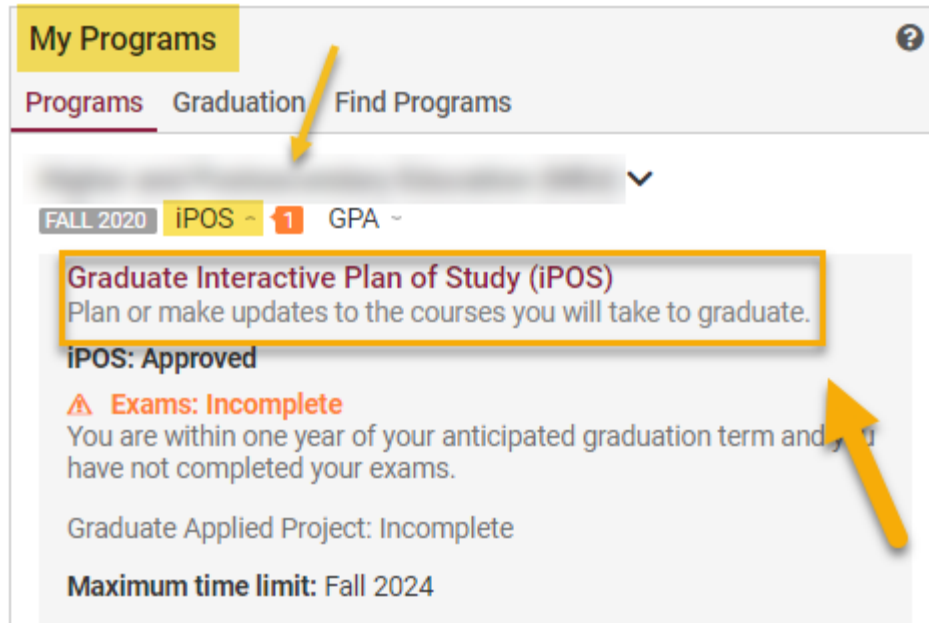 My Programs
Programs Graduation Find Programs
FALL 2020 iPOS 1 GPA
Graduate Interactive Plan of Study (iPOS)
Plan or make updates to the courses you will take to graduate.
iPOS: Approved
Exams: Incomplete
You are within one year of your anticipated graduation term and you
have not completed your exams.
Graduate Applied Project: Incomplete
Maximum time limit: Fall 2024